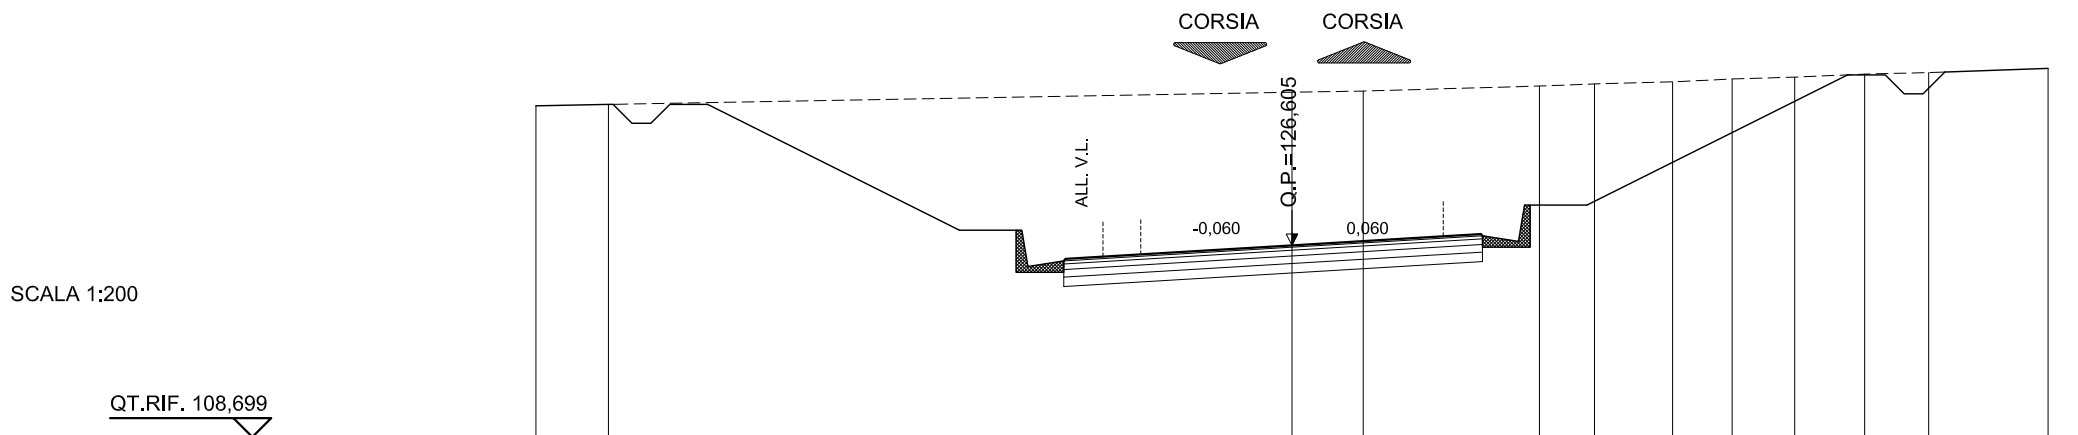 CORSIA CORSIA
Q.P.=126,605
ALL. V.L.
-0,060 0,060
SCALA 1:200
QT.RIF. 108,699